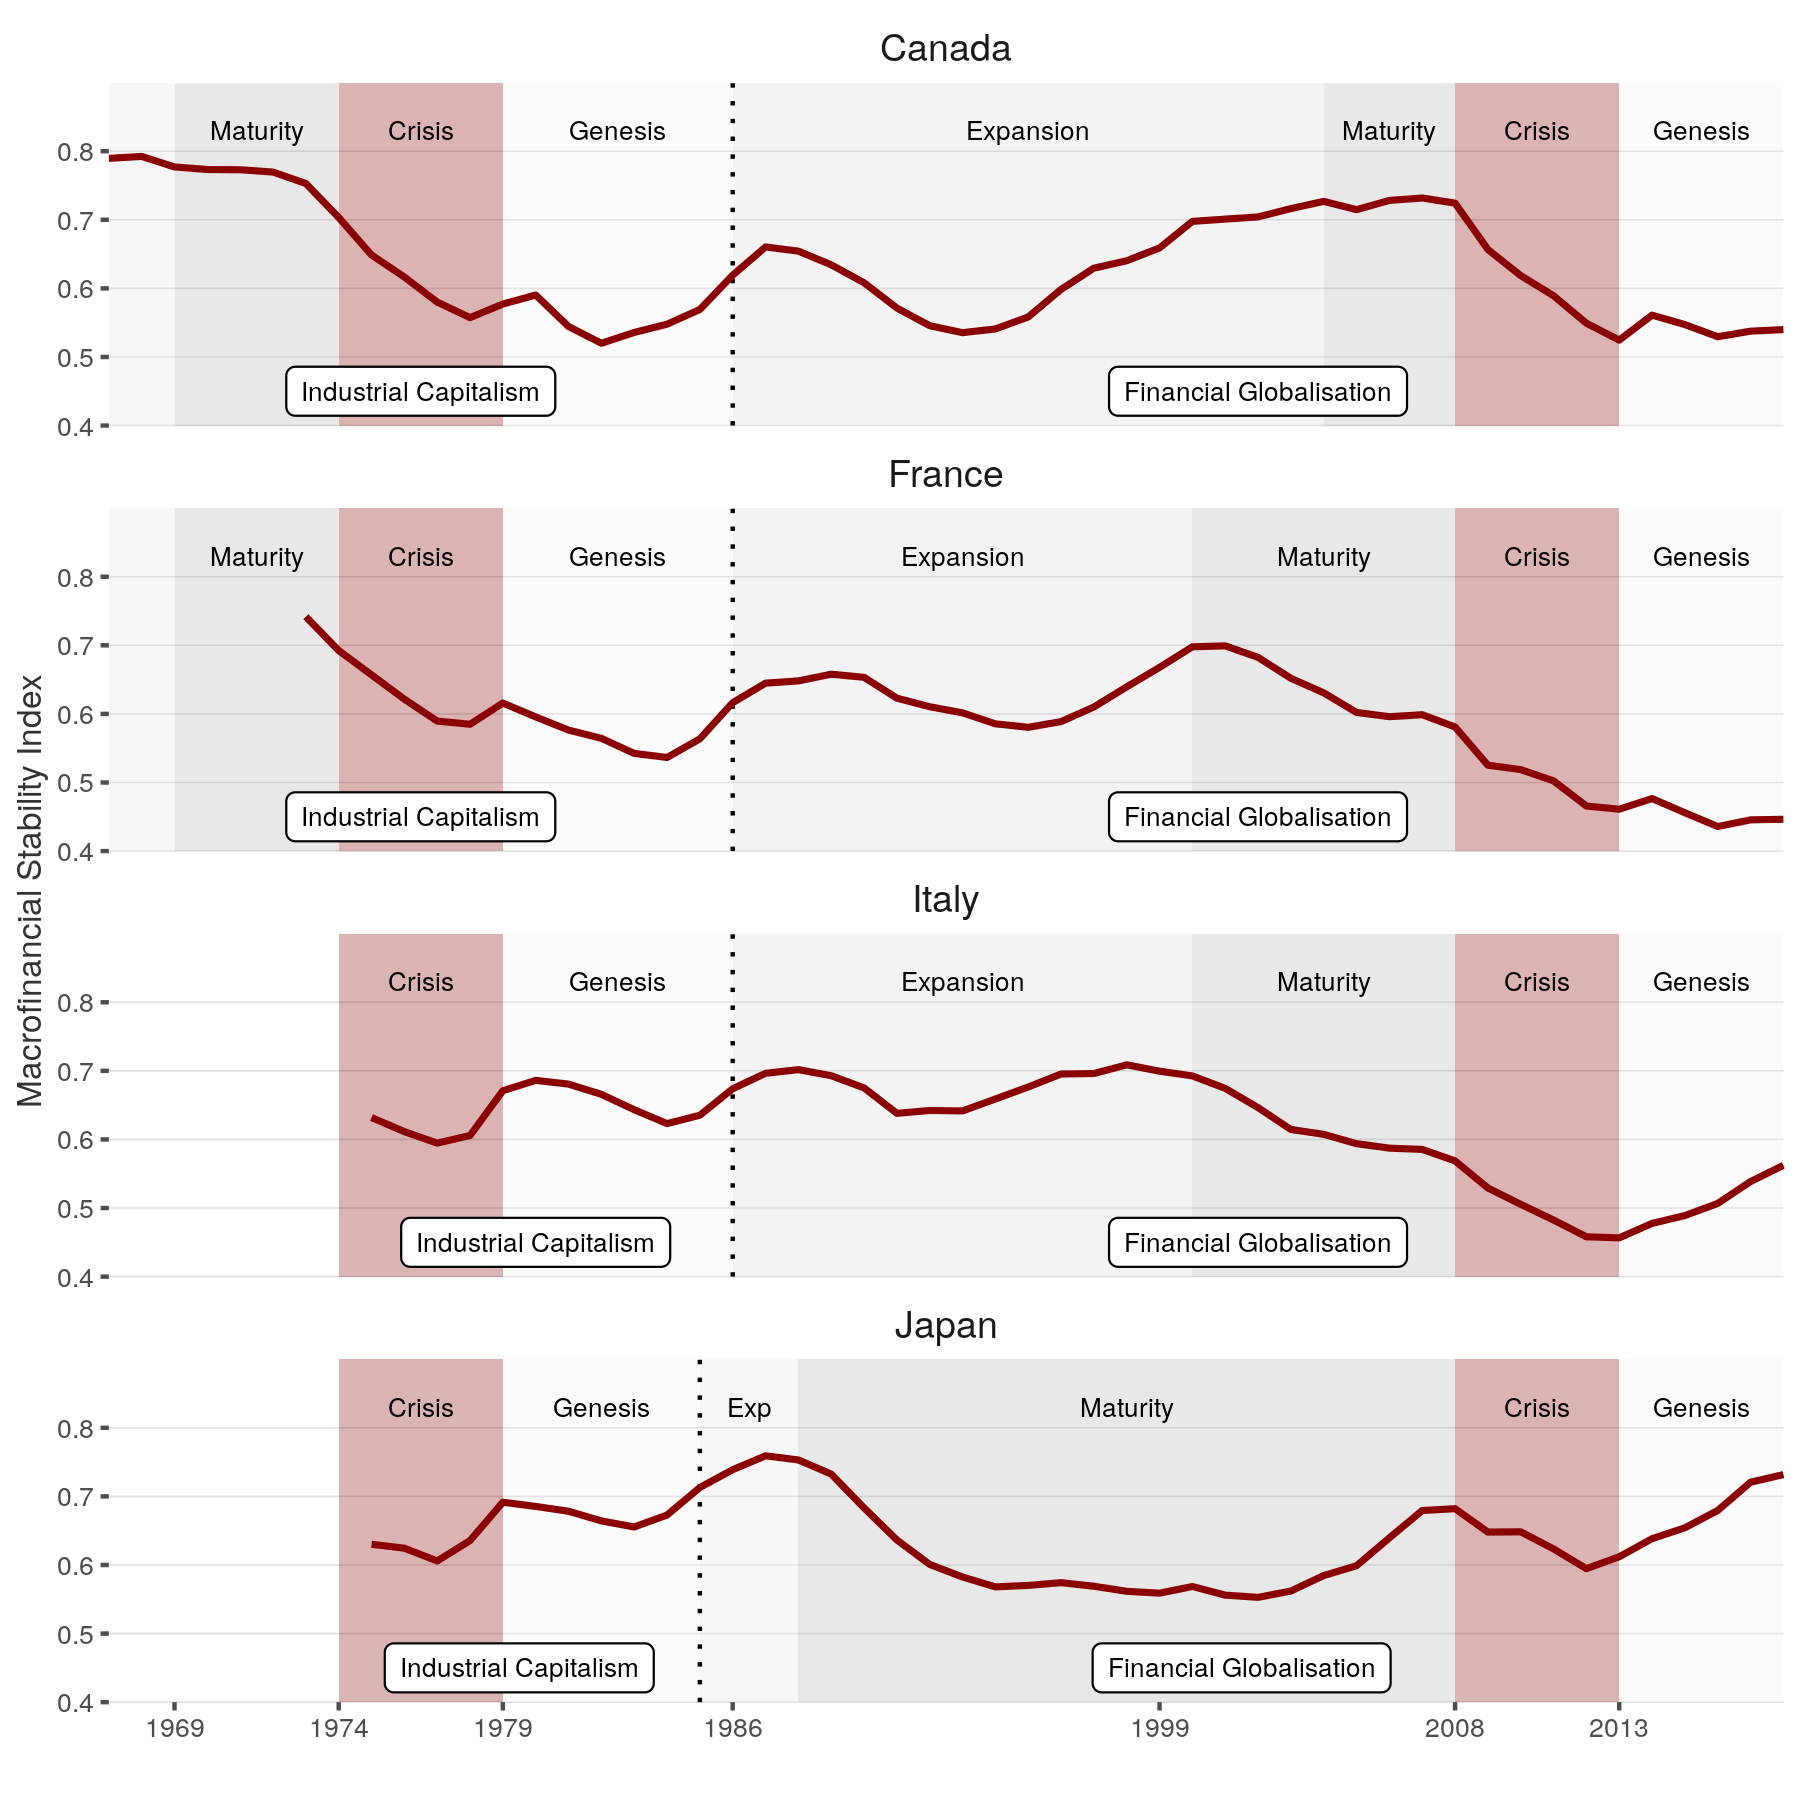 Canada
Maturity Crisis Genesis Expansion Maturity Crisis Genesis
0.8
0.7
0.6
0.5
Industrial Capitalism Financial Globalisation
0.4
France
Maturity Crisis Genesis Expansion Maturity Crisis Genesis
0.8
0.7
0.6
0.5
Industrial Capitalism Financial Globalisation
0.4
Macrofinancial Stability Index
Italy
Crisis Genesis Expansion Maturity Crisis Genesis
0.8
0.7
0.6
0.5
Industrial Capitalism Financial Globalisation
0.4
Japan
Crisis Genesis Exp Maturity Crisis Genesis
0.8
0.7
0.6
0.5
Industrial Capitalism Financial Globalisation
0.4
1969 1974 1979 1986 1999 2008 2013